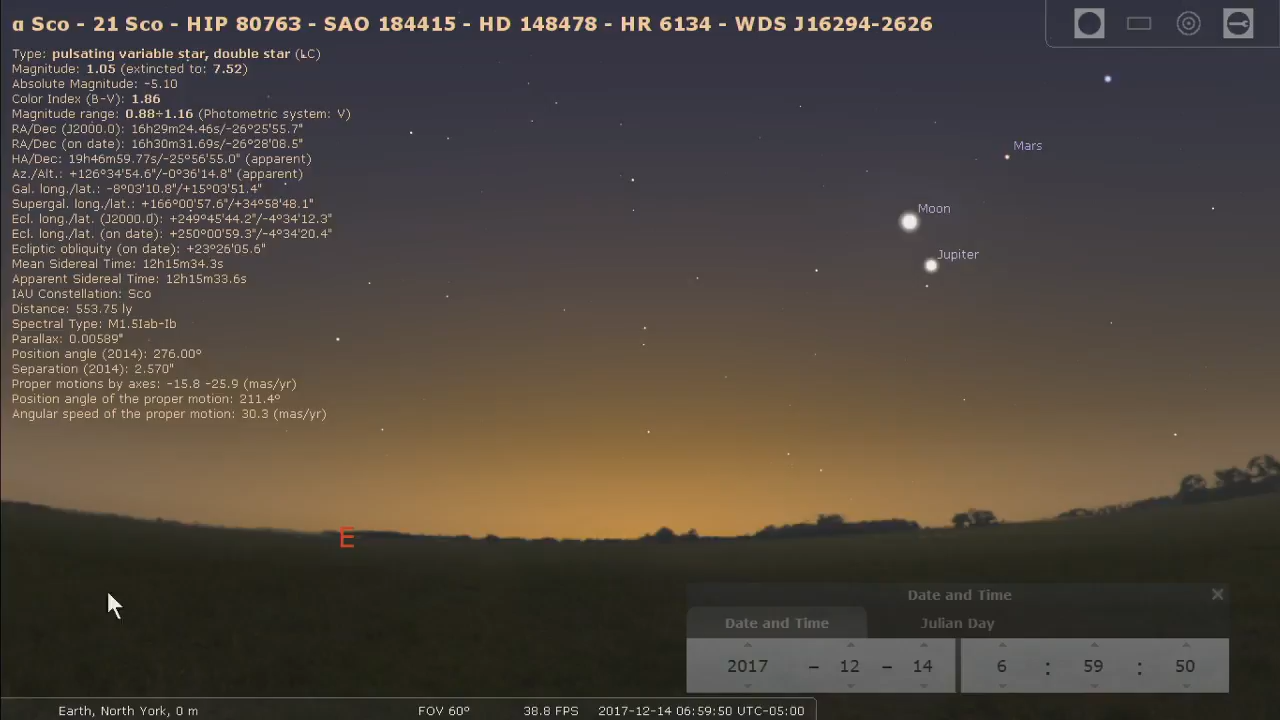 α Sco - 21 Sco - HIP 80763 - SAO 184415 - HD 148478 - HR 6134 - WDS J16294-2626
Type: pulsating variable star, double star (LC)
Magnitude: 1.05 (extincted to: 7.52)
Absolute Magnitude: -5.10
Color Index (B-V): 1.86
Magnitude range: 0.88÷1.16 (Photometric system: V)
RA/Dec (J2000.0): 16h29m24.46s/-26°25'55.7"
RA/Dec (on date): 16h30m31.69s/-26°28'08.5"
HA/Dec: 19h46m59.77s/-25°56'55.0" (apparent)
Az./Alt.: +126°34'54.6"/-0°36'14.8" (apparent)
Gal. long./lat.: -8°03'10.8"/+15°03'51.4"
Supergal. long./lat.: +166°00'57.6"/+34°58'48.1"
Ecl. long./lat. (J2000.0): +249°45'44.2"/-4°34'12.3"
Ecl. long./lat. (on date): +250°00'59.3"/-4°34'20.4"
Ecliptic obliquity (on date): +23°26'05.6"
Mean Sidereal Time: 12h15m34.3s
Apparent Sidereal Time: 12h15m33.6s
IAU Constellation: Sco
Distance: 553.75 ly
Spectral Type: M1.5Iab-Ib
Parallax: 0.00589"
Position angle (2014): 276.00°
Separation (2014): 2.570"
Proper motions by axes: -15.8 -25.9 (mas/yr)
Position angle of the proper motion: 211.4°
Angular speed of the proper motion: 30.3 (mas/yr)
Mars
Moon
Jupiter
E
Date and Time
Date and Time Julian Day
2017 - 12 - 14 6 : 59 : 50
Earth, North York, 0 m FOV 60° 38.8 FPS 2017-12-14 06:59:50 UTC-05:00